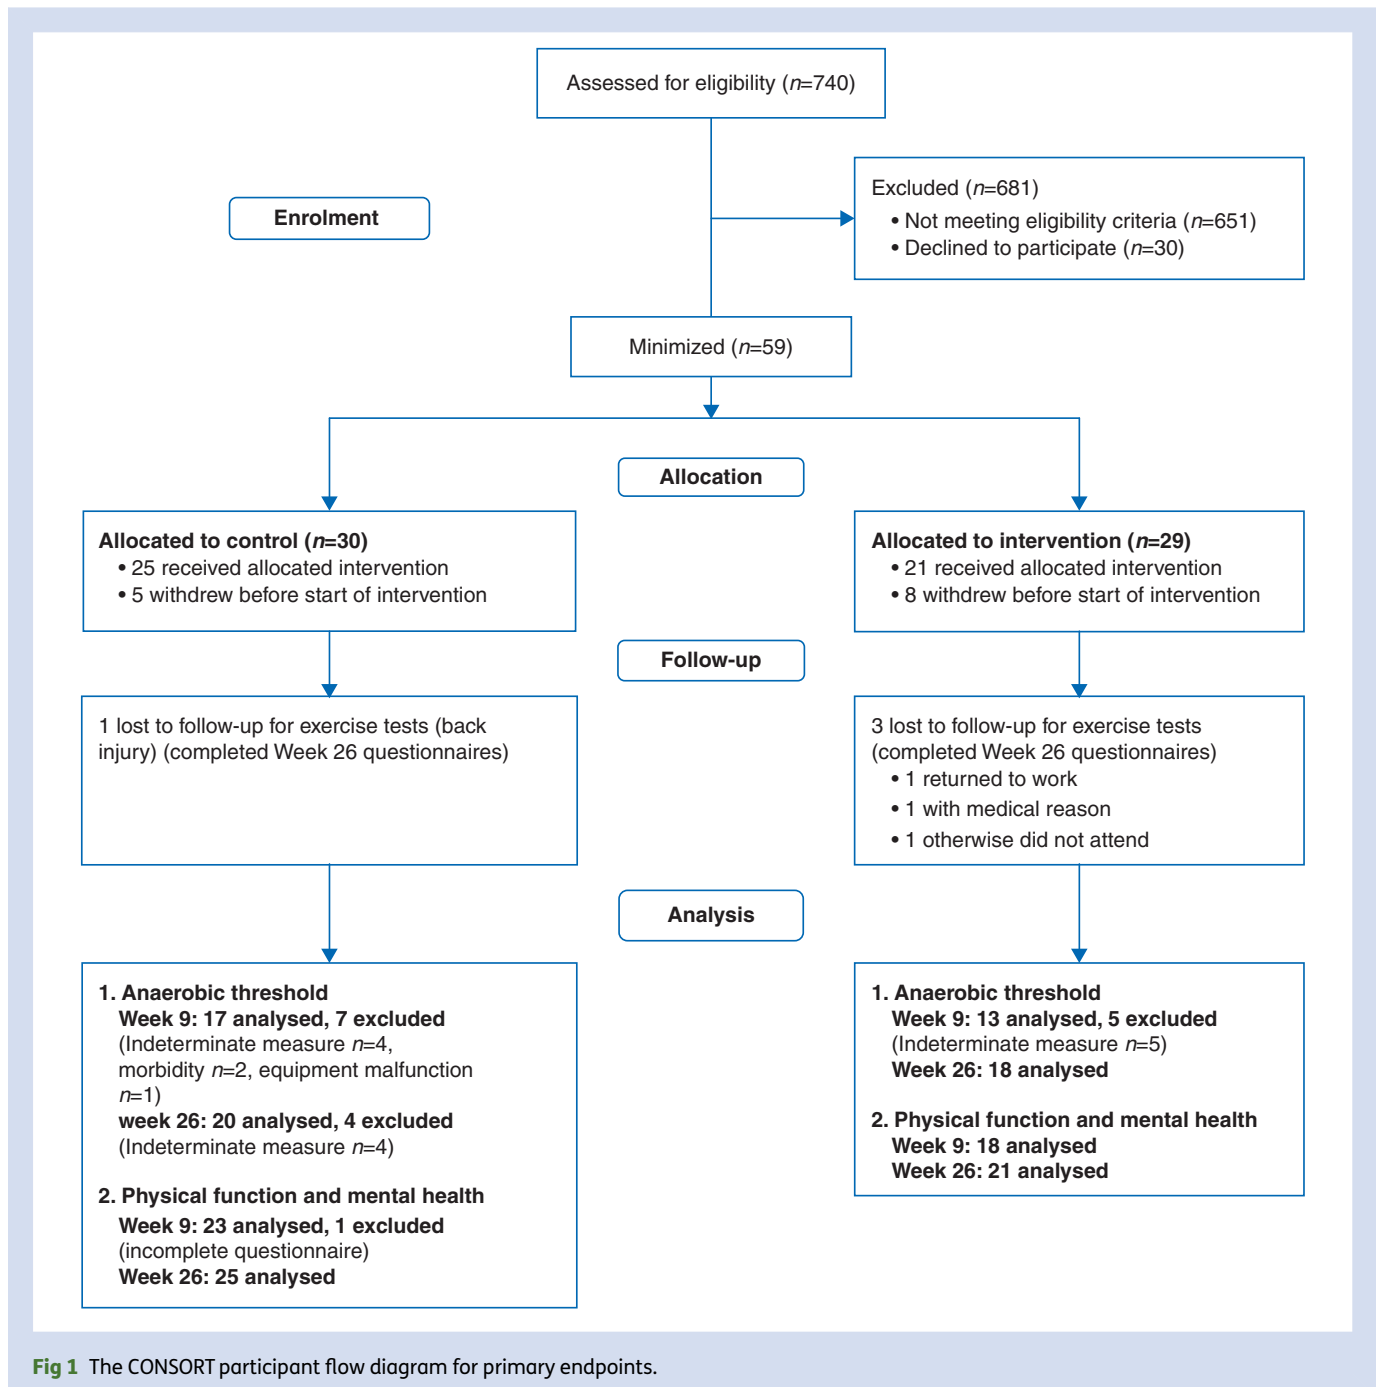 Assessed for eligibility (n=740)
Excluded (n=681)
• Not meeting eligibility criteria (n=651)
• Declined to participate (n=30)
Enrolment
Minimized (n=59)
Allocation
Allocated to control (n=30)
• 25 received allocated intervention
• 5 withdrew before start of intervention
Allocated to intervention (n=29)
• 21 received allocated intervention
• 8 withdrew before start of intervention
Follow-up
1 lost to follow-up for exercise tests (back
injury) (completed Week 26 questionnaires)
3 lost to follow-up for exercise tests
(completed Week 26 questionnaires)
• 1 returned to work
• 1 with medical reason
• 1 otherwise did not attend
Analysis
1. Anaerobic threshold
Week 9: 17 analysed, 7 excluded
(Indeterminate measure n=4,
morbidity n=2, equipment malfunction
n=1)
week 26: 20 analysed, 4 excluded
(Indeterminate measure n=4)
2. Physical function and mental health
Week 9: 23 analysed, 1 excluded
(incomplete questionnaire)
Week 26: 25 analysed
1. Anaerobic threshold
Week 9: 13 analysed, 5 excluded
(Indeterminate measure n=5)
Week 26: 18 analysed
2. Physical function and mental health
Week 9: 18 analysed
Week 26: 21 analysed
Fig 1 The CONSORT participant flow diagram for primary endpoints.